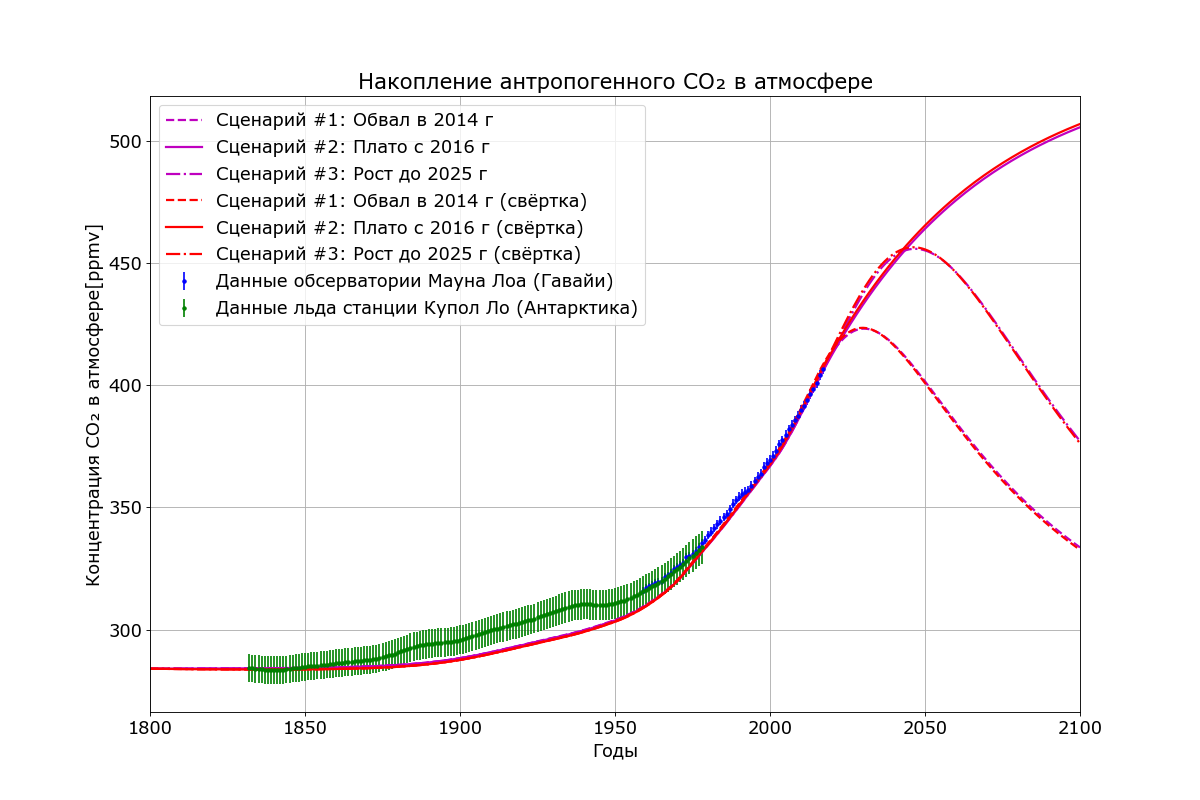 Накопление антропогенного CO₂ в атмосфере
Сценарий #1: Обвал в 2014 г
Сценарий #2: Плато с 2016 г
Сценарий #3: Рост до 2025 г
Сценарий #1: Обвал в 2014 г (свёртка)
Сценарий #2: Плато с 2016 г (свёртка)
Сценарий #3: Рост до 2025 г (свёртка)
Данные обсерватории Мауна Лоа (Гавайи)
Данные льда станции Купол Ло (Антарктика)
Концентрация CO₂ в атмосфере[ppmv]
500
450
400
350
300
1800 1850 1900 1950 2000 2050 2100
Годы